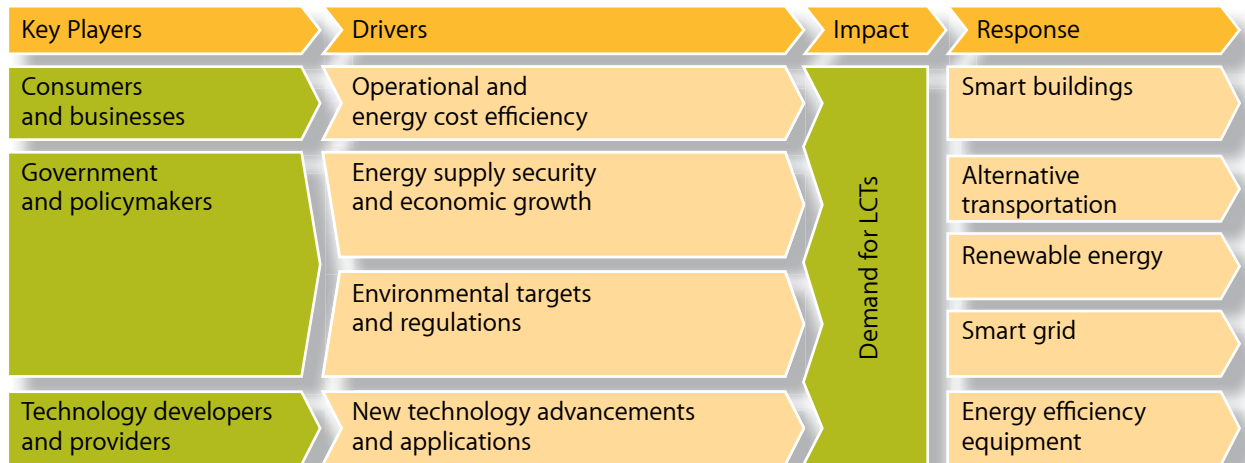 Key Players
Drivers
Impact
Response
Consumers
and businesses
Operational and
energy cost efficiency
Government
and policymakers
Energy supply security
and economic growth
Environmental targets
and regulations
Technology developers
and providers
New technology advancements
and applications
Demand for LCTs
Smart buildings
Alternative
transportation
Renewable energy
Smart grid
Energy efficiency
equipment